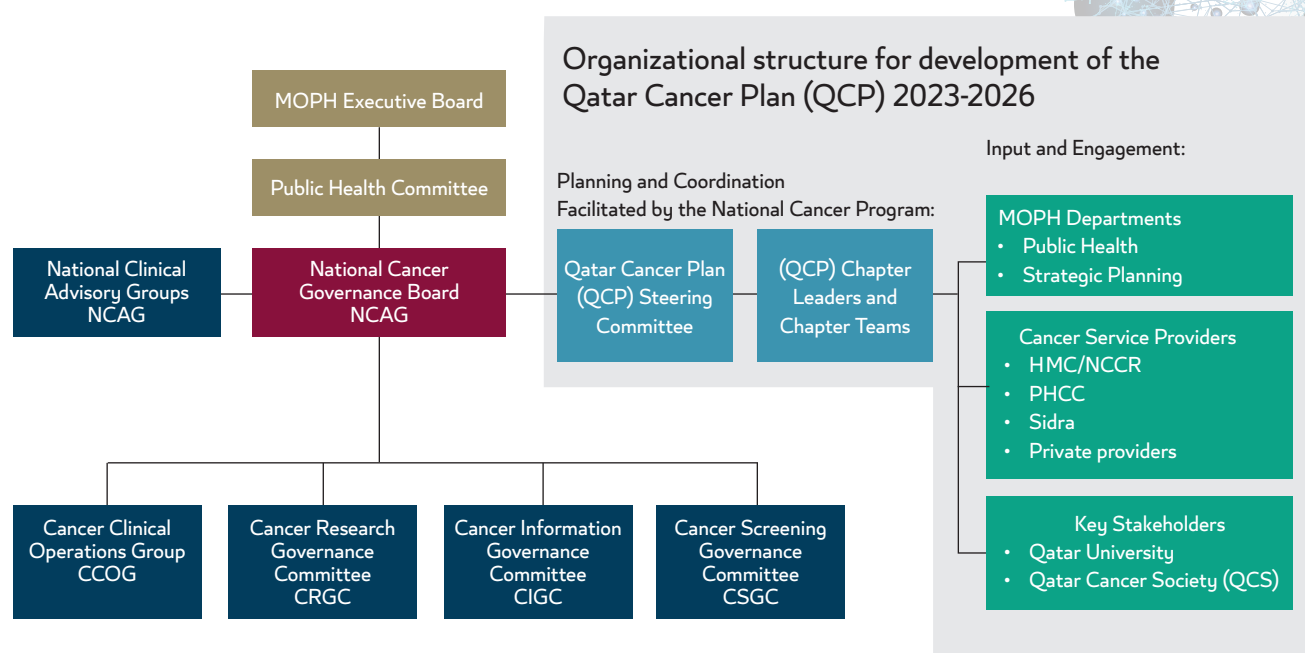 Organizational structure for development of the
Qatar Cancer Plan (QCP) 2023-2026
MOPH Executive Board
Public Health Committee
National Clinical
Advisory Groups
NCAG
National Cancer
Governance Board
NCAG
Planning and Coordination
Facilitated by the National Cancer Program:
Qatar Cancer Plan
(QCP) Steering
Committee
(QCP) Chapter
Leaders and
Chapter Teams
Input and Engagement:
MOPH Departments
• Public Health
• Strategic Planning
Cancer Service Providers
• HMC/NCCR
• PHCC
• Sidra
• Private providers
Key Stakeholders
• Qatar University
• Qatar Cancer Society (QCS)
Cancer Clinical
Operations Group
CCOG
Cancer Research
Governance
Committee
CRGC
Cancer Information
Governance
Committee
CIGC
Cancer Screening
Governance
Committee
CSGC